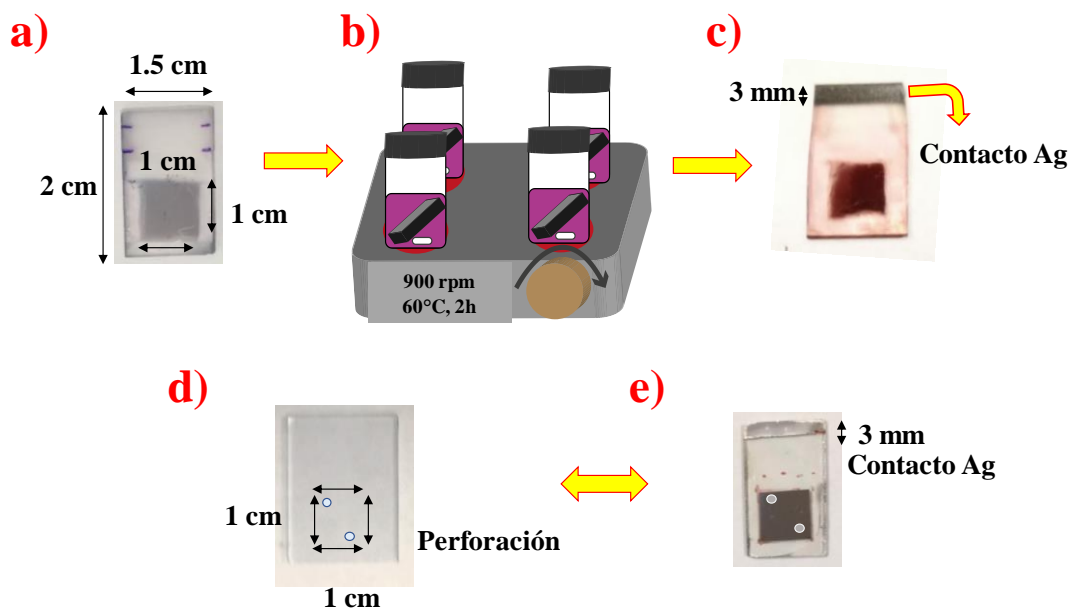 a)
1.5 cm
1 cm
2 cm
1 cm
b)
900 rpm
60°C, 2h
c)
3 mm
Contacto Ag
d)
1 cm
Perforación
1 cm
e)
3 mm
Contacto Ag